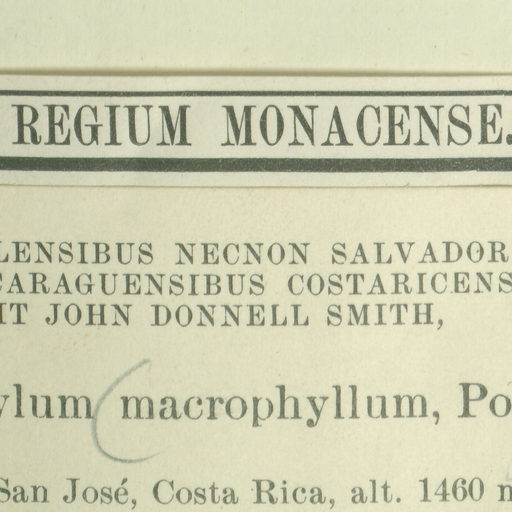 REGIUM MONACENSE.
LENSIBUS NECNON SALVADOR
CARAGUENSIBUS COSTARICENS
IT JOHN DONNELL SMITH,
ylum macrophyllum, Po
San José, Costa Rica, alt. 1460 m